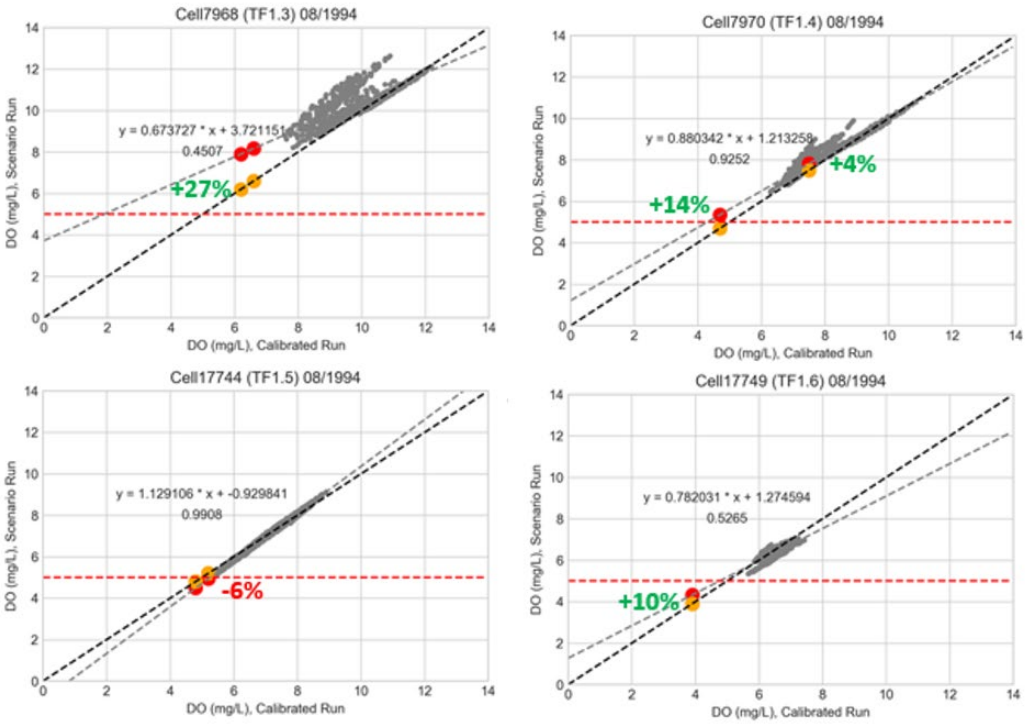 Cell7968 (TF1.3) 08/1994
14
12
10
8
6
4
2
0
DO (mg/L), Scenario Run
y = 0.673727 * x + 3.721151
0.4507
+27%
0 2 4 6 8 10 12 14
DO (mg/L), Calibrated Run
Cell7970 (TF1.4) 08/1994
14
12
10
8
6
4
2
0
DO (mg/L), Scenario Run
y = 0.880342 * x + 1.213258
0.9252
+4%
+14%
0 2 4 6 8 10 12 14
DO (mg/L), Calibrated Run
Cell17744 (TF1.5) 08/1994
14
12
10
8
6
4
2
0
DO (mg/L), Scenario Run
y = 1.129106 * x + -0.929841
0.9908
-6%
0 2 4 6 8 10 12 14
DO (mg/L), Calibrated Run
Cell17749 (TF1.6) 08/1994
14
12
10
8
6
4
2
0
DO (mg/L), Scenario Run
y = 0.782031 * x + 1.274594
0.5265
+10%
0 2 4 6 8 10 12 14
DO (mg/L), Calibrated Run